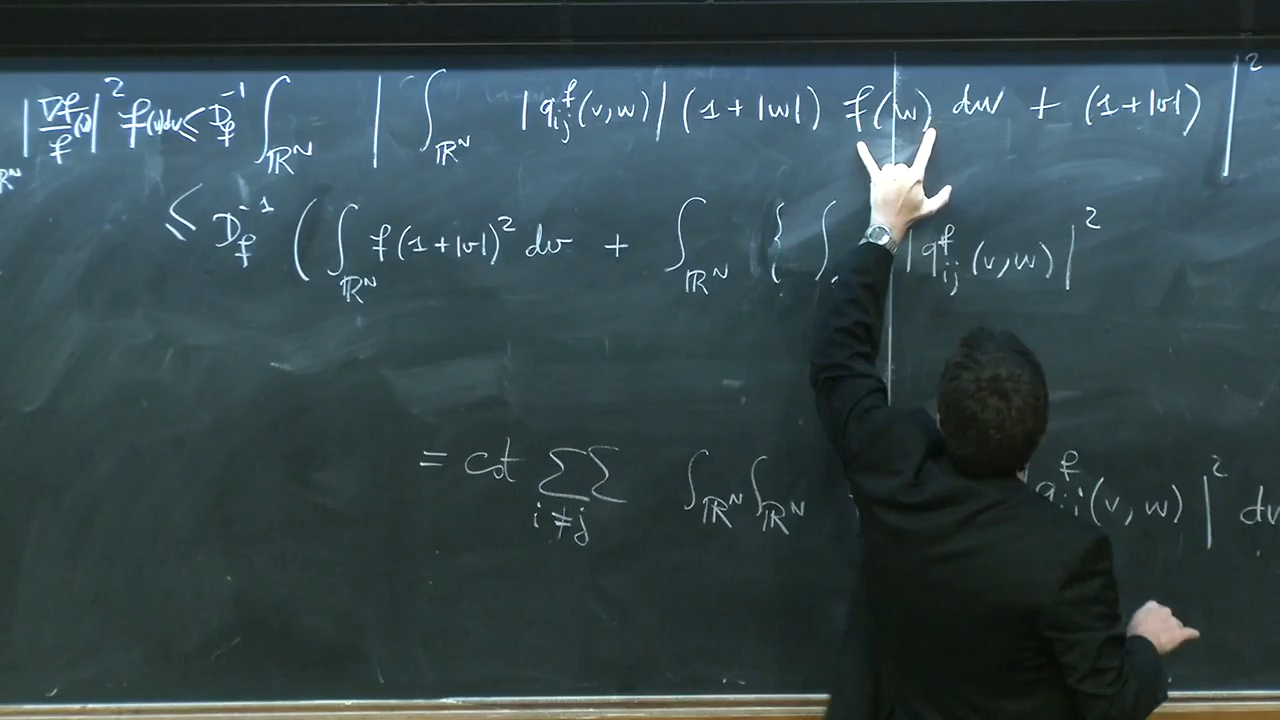 |∇f/f (v)|² f(v)dv ≤ D_f^{-1} ∫_{ℝ^N} | ∫_{ℝ^N} |q_{ij}^f(v,w)| (1+|w|) f(w) dw + (1+|v|) |²
ℝ^N
≤ D_f^{-1} ( ∫_{ℝ^N} f(1+|v|)² dv + ∫_{ℝ^N} { ∫ |q_{ij}^f(v,w)|²
= cst ∑∑_{i≠j} ∫_{ℝ^N} ∫_{ℝ^N} q_{ij}^f(v,w)|² dv